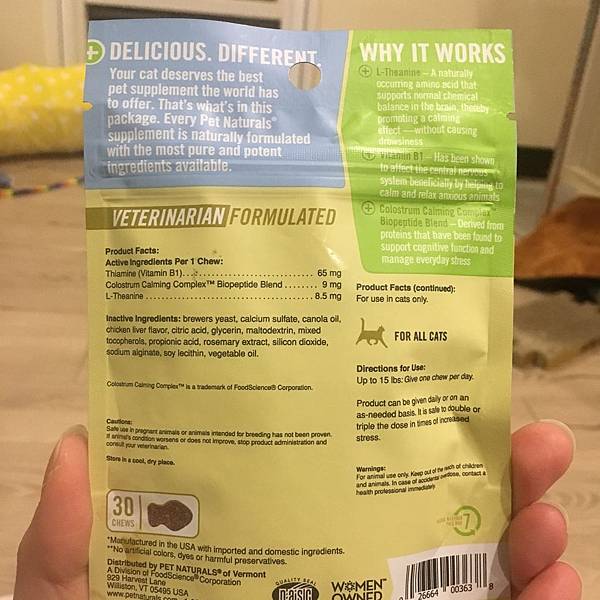 DELICIOUS. DIFFERENT.
Your cat deserves the best
pet supplement the world has
to offer. That's what's in this
package. Every Pet Naturals®
supplement is naturally formulated
with the most pure and potent
ingredients available.
WHY IT WORKS
L-Theanine – A naturally
occurring amino acid that
supports normal chemical
balance in the brain, thereby
promoting a calming
effect — without causing
drowsiness
Vitamin B1 – Has been shown
to affect the central nervous
system beneficially by helping to
calm and relax anxious animals
Colostrum Calming Complex™
Biopeptide Blend – Derived from
proteins that have been found to
support cognitive function and
manage everyday stress
VETERINARIAN FORMULATED
Product Facts:
Active Ingredients Per 1 Chew:
Thiamine (Vitamin B1)........................ 65 mg
Colostrum Calming Complex™ Biopeptide Blend ........ 9 mg
L-Theanine ........................ 8.5 mg
Inactive Ingredients: brewers yeast, calcium sulfate, canola oil,
chicken liver flavor, citric acid, glycerin, maltodextrin, mixed
tocopherols, propionic acid, rosemary extract, silicon dioxide,
sodium alginate, soy lecithin, vegetable oil.
Colostrum Calming Complex™ is a trademark of FoodScience® Corporation.
Cautions:
Safe use in pregnant animals or animals intended for breeding has not been proven.
If animal's condition worsens or does not improve, stop product administration and
consult your veterinarian.
Store in a cool, dry place.
30
CHEWS
*Manufactured in the USA with imported and domestic ingredients.
**No artificial colors, dyes or harmful preservatives.
Distributed by PET NATURALS® of Vermont
A Division of FoodScience® Corporation
929 Harvest Lane
Williston, VT 05495 USA
www.petnaturals.com
Product Facts (continued):
For use in cats only.
FOR ALL CATS
Directions for Use:
Up to 15 lbs: Give one chew per day.
Product can be given daily or on an
as-needed basis. It is safe to double or
triple the dose in times of increased
stress.
Warnings:
For animal use only. Keep out of the reach of children
and animals. In case of accidental overdose, contact a
health professional immediately.
7
QUALITY SEAL
WOMEN™
OWNED
0 26664 00363 8